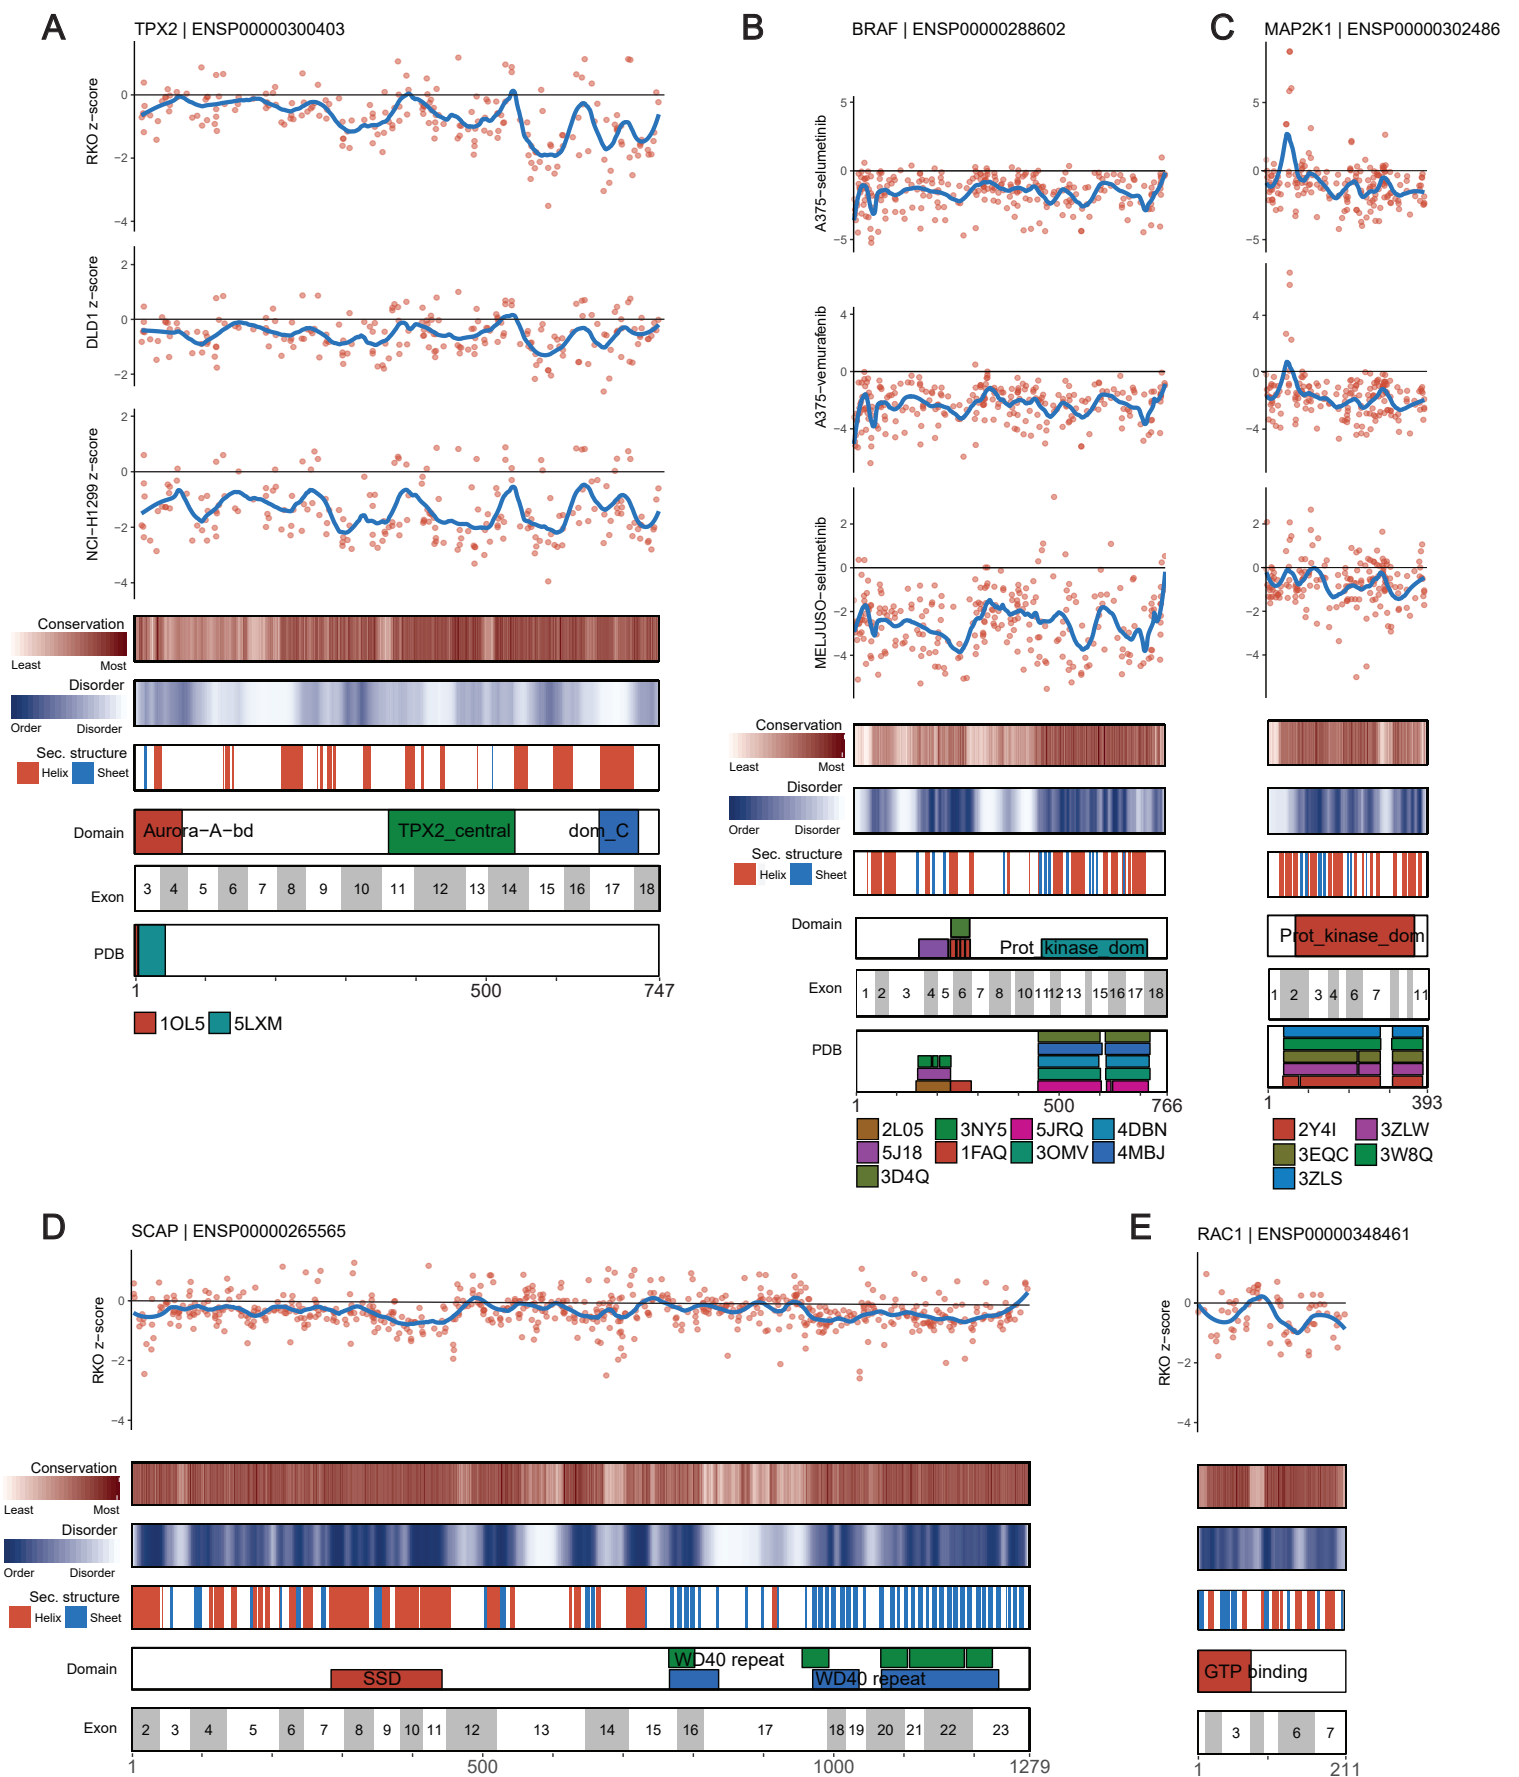 A
TPX2 | ENSP00000300403
RKO z−score
0
−2
−4
DLD1 z−score
2
0
−2
NCI−H1299 z−score
2
0
−2
−4
Conservation
Least Most
Disorder
Order Disorder
Sec. structure
Helix Sheet
Domain
Aurora−A−bd TPX2_central dom_C
Exon
3 4 5 6 7 8 9 10 11 12 13 14 15 16 17 18
PDB
1 500 747
1OL5 5LXM
B
BRAF | ENSP00000288602
A375−selumetinib
5
0
−5
A375−vemurafenib
4
0
−4
MELJUSO−selumetinib
2
0
−2
−4
Conservation
Least Most
Disorder
Order Disorder
Sec. structure
Helix Sheet
Domain
Prot kinase_dom
Exon
1 2 3 4 5 6 7 8 10 11 12 13 15 16 17 18
PDB
1 500 766
2L05 3NY5 5JRQ 4DBN
5J18 1FAQ 3OMV 4MBJ
3D4Q
C
MAP2K1 | ENSP00000302486
5
0
−5
4
0
−4
2
0
−2
−4
Prot_kinase_dom
1 2 3 4 6 7 11
1 393
2Y4I 3ZLW
3EQC 3W8Q
3ZLS
D
SCAP | ENSP00000265565
RKO z−score
0
−2
−4
Conservation
Least Most
Disorder
Order Disorder
Sec. structure
Helix Sheet
Domain
WD40 repeat
SSD WD40 repeat
Exon
2 3 4 5 6 7 8 9 10 11 12 13 14 15 16 17 18 19 20 21 22 23
1 500 1000 1279
E
RAC1 | ENSP00000348461
RKO z−score
0
−2
−4
GTP binding
3 6 7
1 211